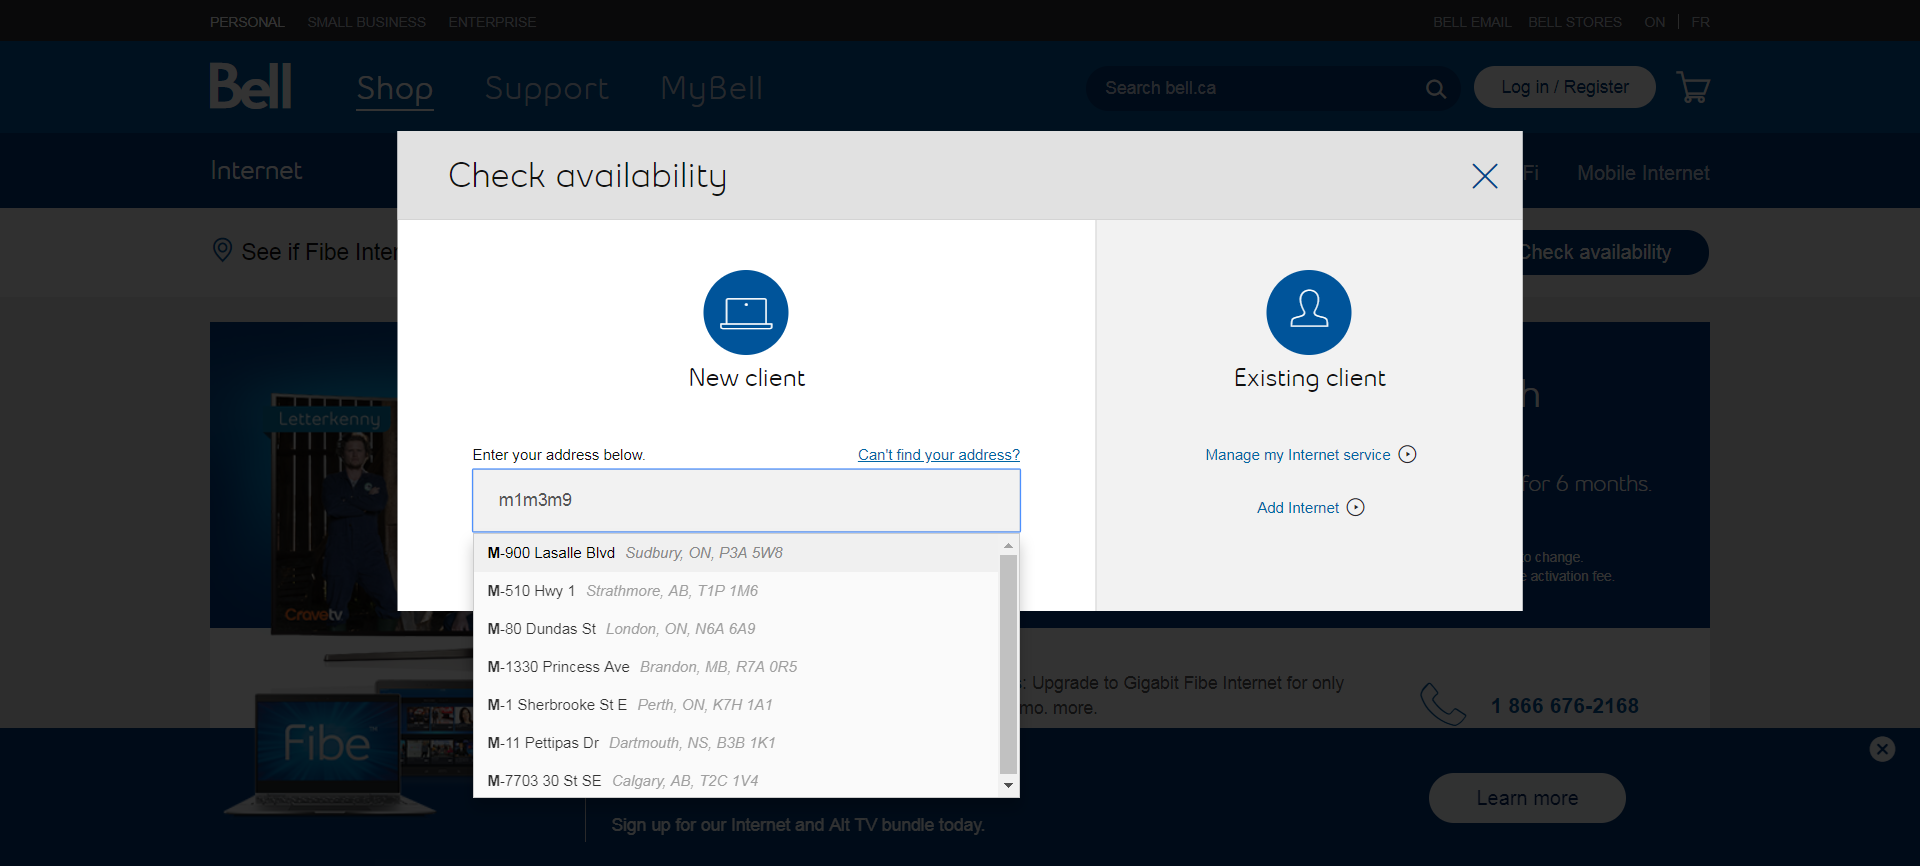 PERSONAL SMALL BUSINESS ENTERPRISE BELL EMAIL BELL STORES ON FR
Bell Shop Support MyBell Search bell.ca Log in / Register
Internet Fi Mobile Internet
Check availability
See if Fibe Inter Check availability
New client
Existing client
Letterkenny
Enter your address below. Can't find your address?
m1m3m9
Manage my Internet service
Add Internet
for 6 months.
o change.
activation fee.
M-900 Lasalle Blvd Sudbury, ON, P3A 5W8
M-510 Hwy 1 Strathmore, AB, T1P 1M6
M-80 Dundas St London, ON, N6A 6A9
M-1330 Princess Ave Brandon, MB, R7A 0R5
M-1 Sherbrooke St E Perth, ON, K7H 1A1
M-11 Pettipas Dr Dartmouth, NS, B3B 1K1
M-7703 30 St SE Calgary, AB, T2C 1V4
Cravetv
: Upgrade to Gigabit Fibe Internet for only
mo. more.
1 866 676-2168
Fibe™
Learn more
Sign up for our Internet and Alt TV bundle today.